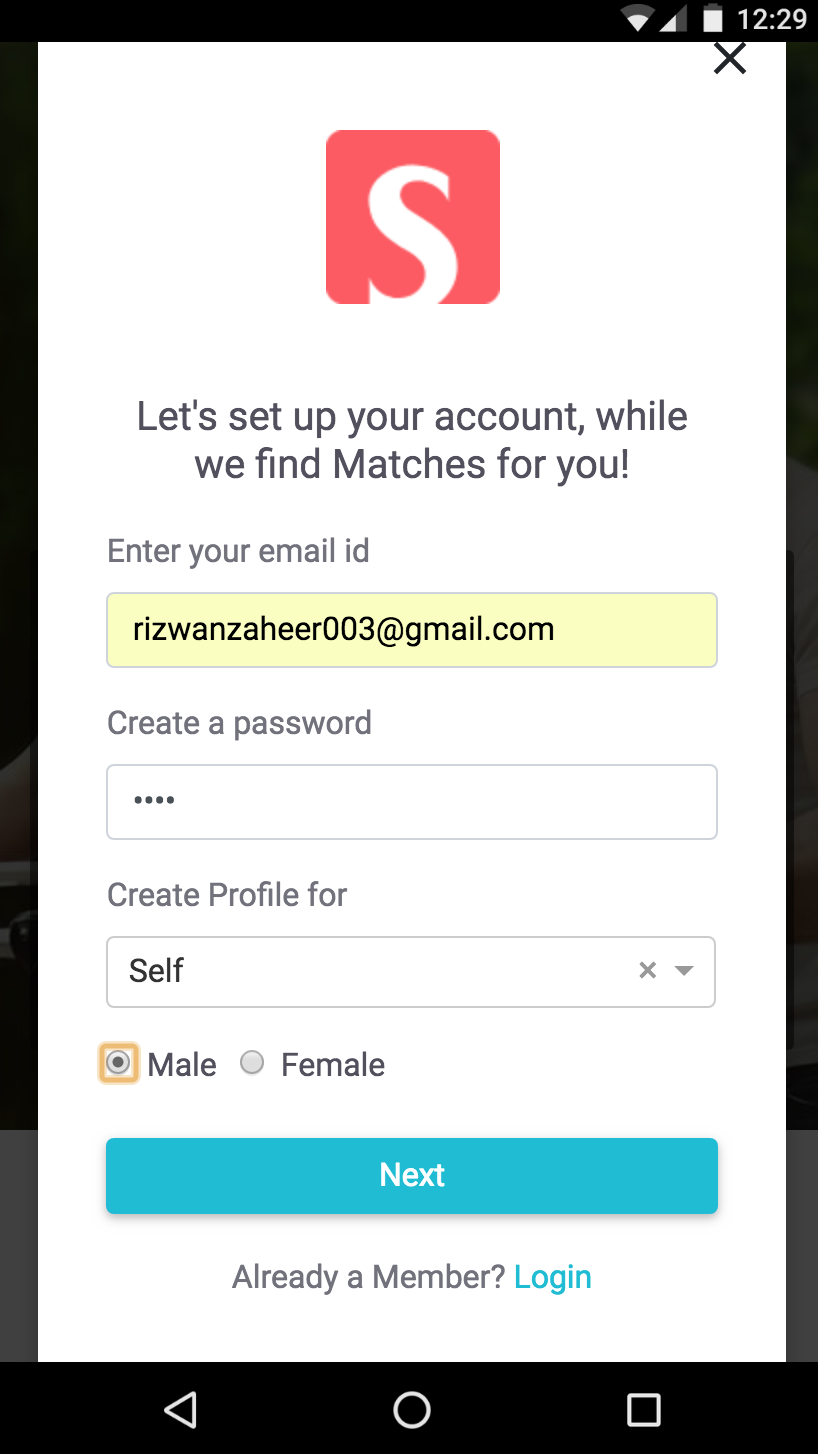 12:29
S
Let's set up your account, while
we find Matches for you!
Enter your email id
rizwanzaheer003@gmail.com
Create a password
••••
Create Profile for
Self
Male Female
Next
Already a Member? Login